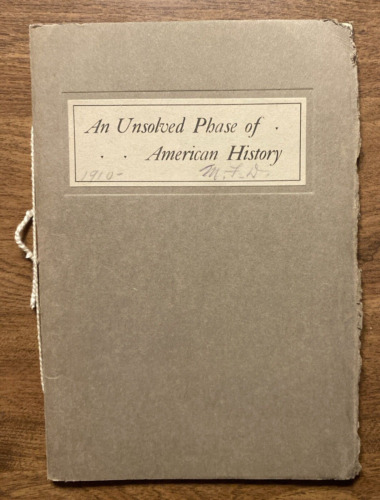 An Unsolved Phase of .
. . American History
1910- M. F. D.